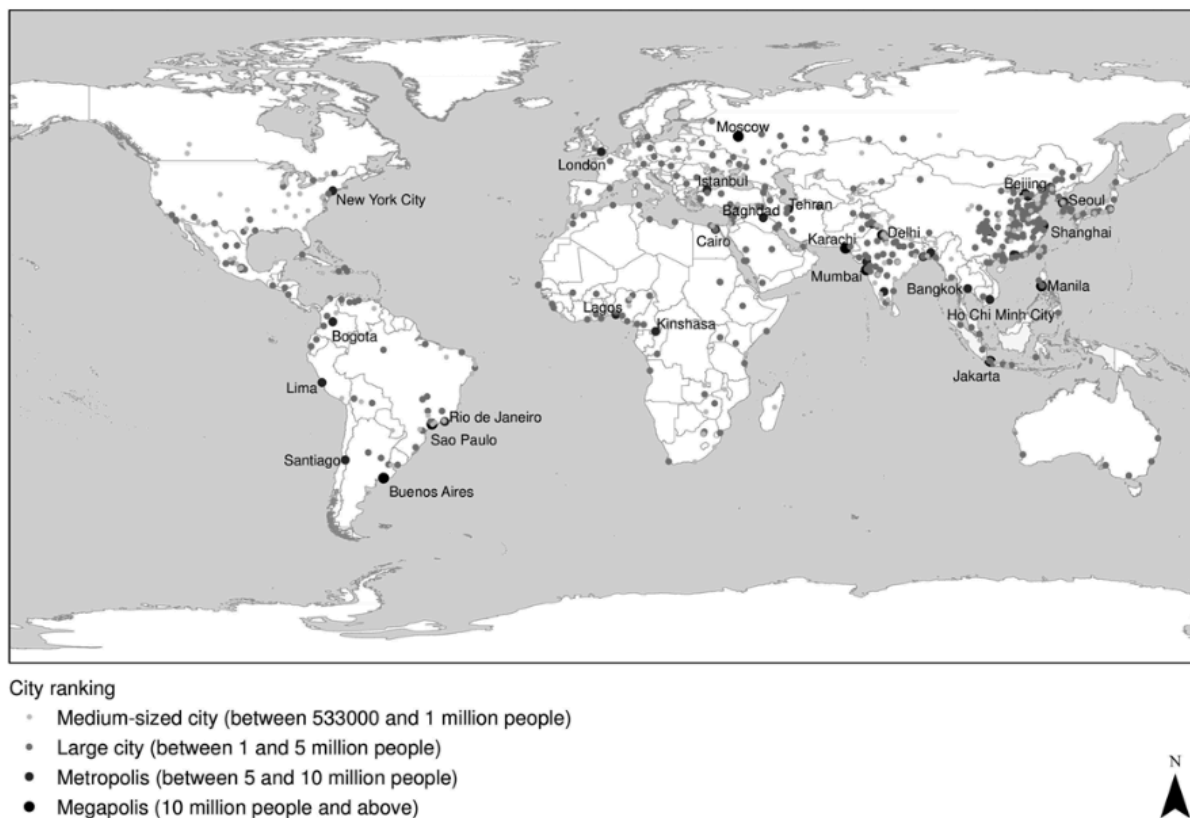 Moscow
London
Istanbul
Beijing
Seoul
New York City
Tehran
Baghdad
Shanghai
Cairo
Karachi
Delhi
Mumbai
Bangkok
Manila
Lagos
Ho Chi Minh City
Kinshasa
Bogota
Jakarta
Lima
Rio de Janeiro
Sao Paulo
Santiago
Buenos Aires
City ranking
Medium-sized city (between 533000 and 1 million people)
Large city (between 1 and 5 million people)
Metropolis (between 5 and 10 million people)
Megapolis (10 million people and above)
N